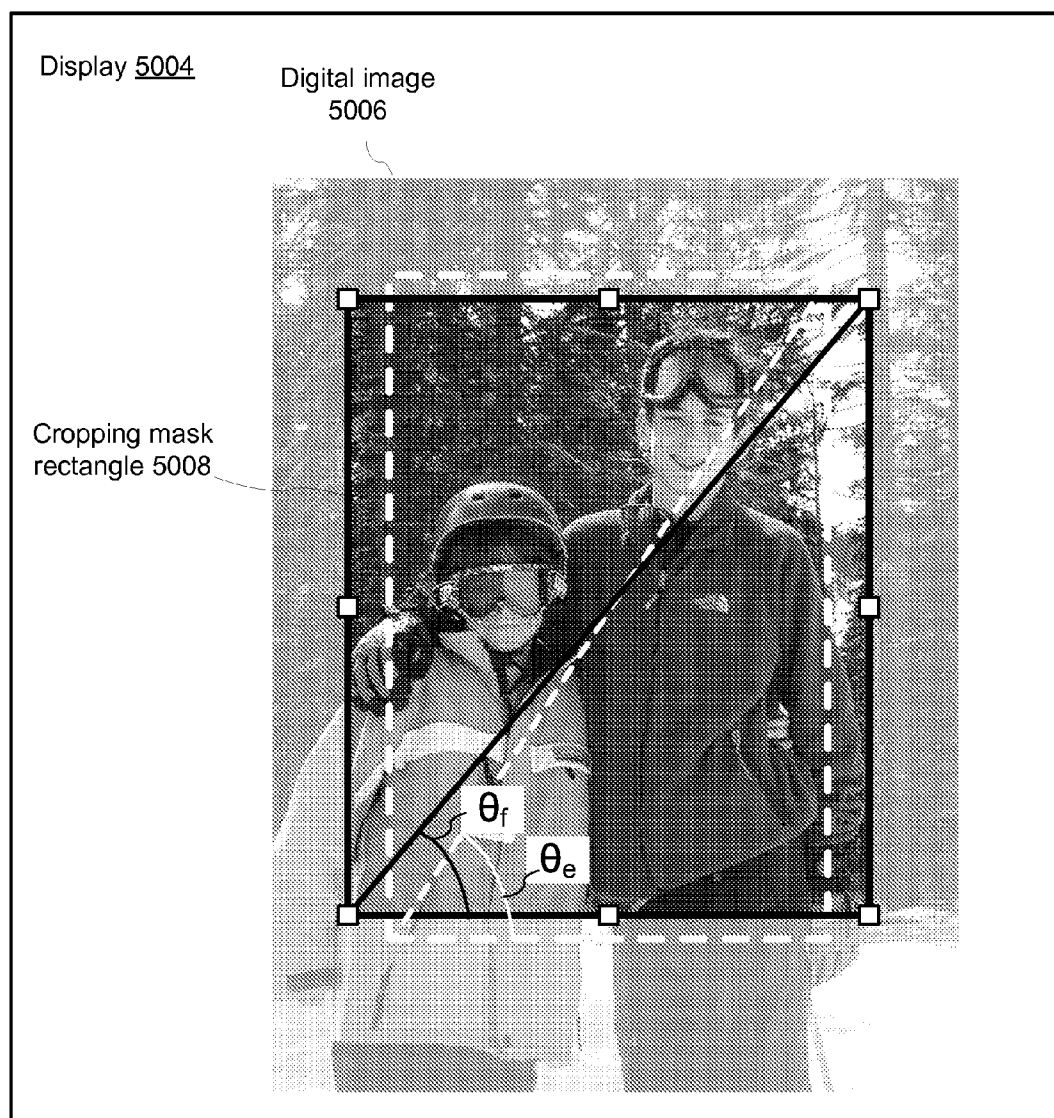 Display 5004
Digital image
5006
Cropping mask
rectangle 5008
θf
θe